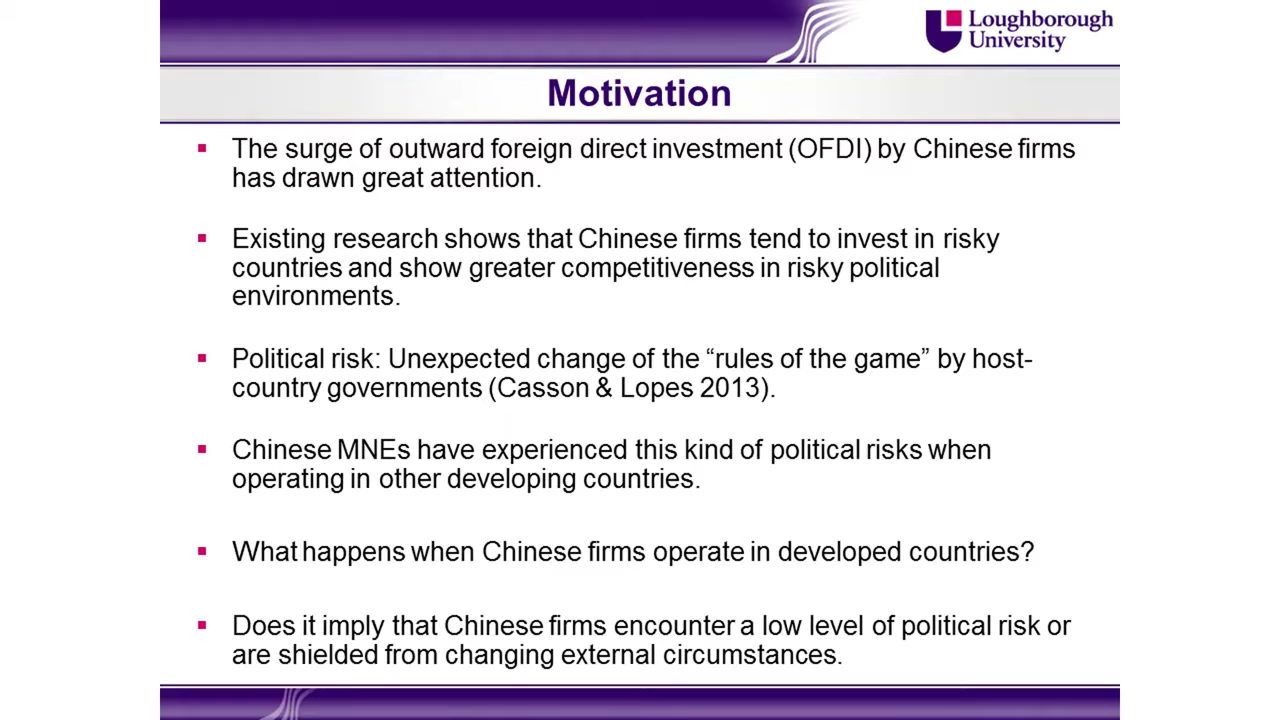 Loughborough
University
Motivation
The surge of outward foreign direct investment (OFDI) by Chinese firms
has drawn great attention.
Existing research shows that Chinese firms tend to invest in risky
countries and show greater competitiveness in risky political
environments.
Political risk: Unexpected change of the “rules of the game” by host-
country governments (Casson & Lopes 2013).
Chinese MNEs have experienced this kind of political risks when
operating in other developing countries.
What happens when Chinese firms operate in developed countries?
Does it imply that Chinese firms encounter a low level of political risk or
are shielded from changing external circumstances.